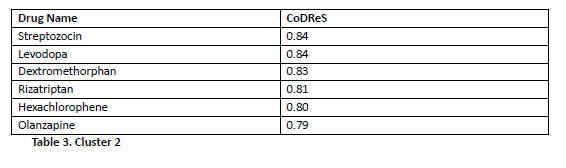 Drug Name CoDReS
Streptozocin 0.84
Levodopa 0.84
Dextromethorphan 0.83
Rizatriptan 0.81
Hexachlorophene 0.80
Olanzapine 0.79
Table 3. Cluster 2